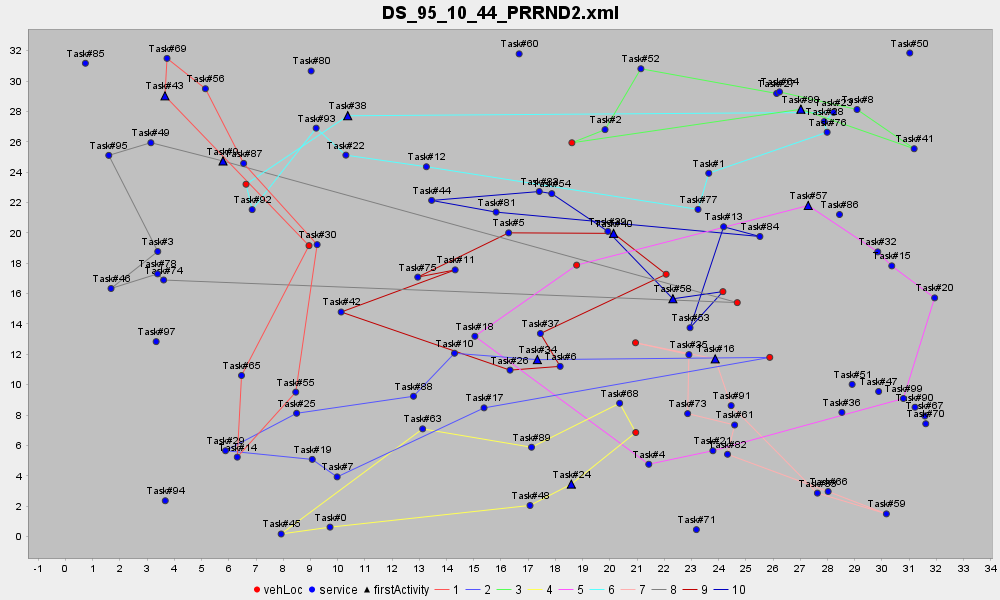 DS_95_10_44_PRRND2.xml
32
30
28
26
24
22
20
18
16
14
12
10
8
6
4
2
0
Task#85
Task#69
Task#60
Task#50
Task#80
Task#52
Task#56
Task#43
Task#64
Task#98
Task#23
Task#8
Task#38
Task#28
Task#93
Task#2
Task#76
Task#49
Task#95
Task#22
Task#41
Task#9
Task#87
Task#12
Task#1
Task#92
Task#44
Task#83
Task#54
Task#81
Task#77
Task#57
Task#86
Task#5
Task#39
Task#40
Task#13
Task#84
Task#30
Task#3
Task#32
Task#78
Task#74
Task#46
Task#75
Task#11
Task#15
Task#58
Task#20
Task#42
Task#53
Task#18
Task#37
Task#97
Task#10
Task#34
Task#35
Task#16
Task#26
Task#6
Task#65
Task#55
Task#88
Task#51
Task#47
Task#99
Task#25
Task#17
Task#68
Task#73
Task#91
Task#36
Task#90
Task#67
Task#70
Task#63
Task#61
Task#29
Task#14
Task#19
Task#89
Task#21
Task#82
Task#7
Task#4
Task#24
Task#66
Task#94
Task#48
Task#59
Task#45
Task#0
Task#71
-1 0 1 2 3 4 5 6 7 8 9 10 11 12 13 14 15 16 17 18 19 20 21 22 23 24 25 26 27 28 29 30 31 32 33 34
vehLoc service firstActivity 1 2 3 4 5 6 7 8 9 10